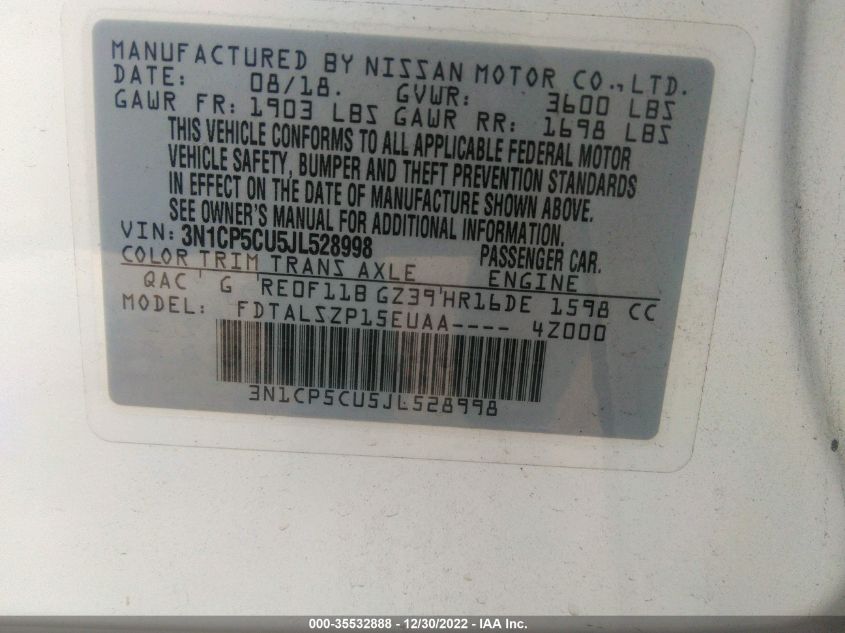 MANUFACTURED BY NISSAN MOTOR CO., LTD.
DATE: 08/18. GVWR: 3600 LBS
GAWR FR: 1903 LBS GAWR RR: 1698 LBS
THIS VEHICLE CONFORMS TO ALL APPLICABLE FEDERAL MOTOR
VEHICLE SAFETY, BUMPER AND THEFT PREVENTION STANDARDS
IN EFFECT ON THE DATE OF MANUFACTURE SHOWN ABOVE.
SEE OWNER'S MANUAL FOR ADDITIONAL INFORMATION.
VIN: 3N1CP5CU5JL528998 PASSENGER CAR.
COLOR TRIM TRANS AXLE ENGINE
QAC ' G RE0F11B GZ39'HR16DE 1598 CC
MODEL: FDTALSZP15EUAA---- 4Z000
3N1CP5CU5JL528998
000-35532888 - 12/30/2022 - IAA Inc.